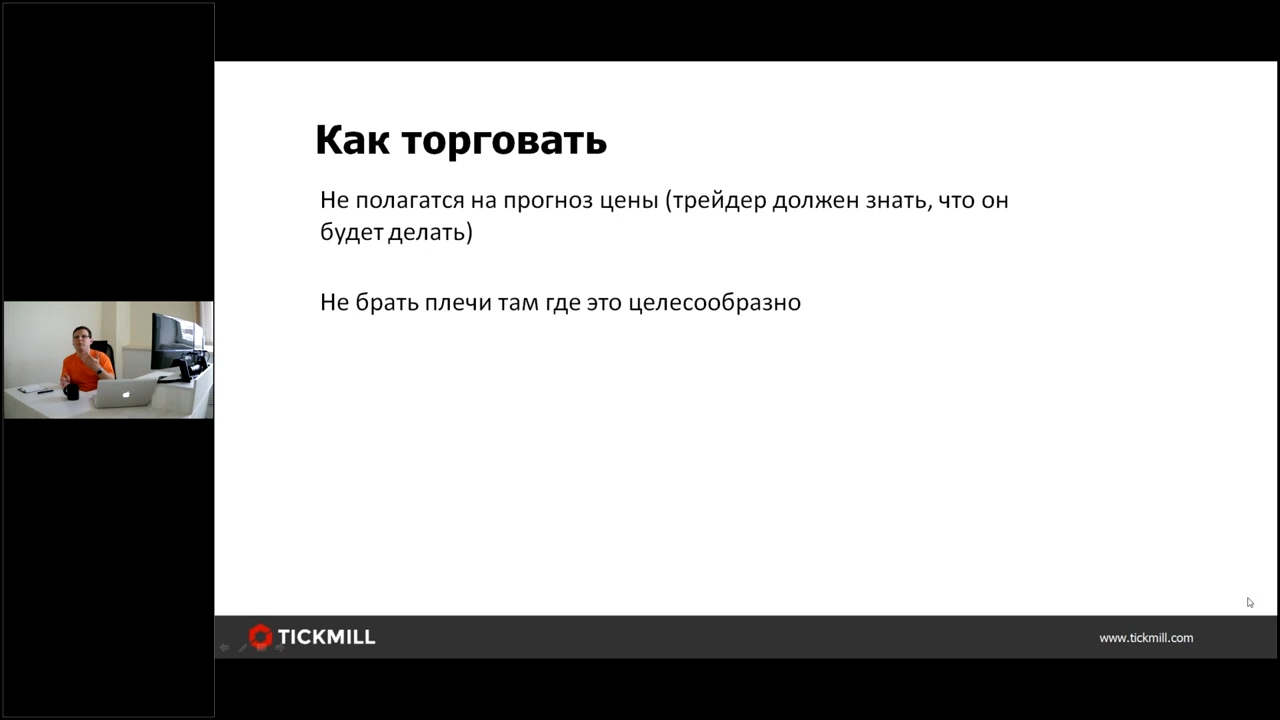 Как торговать
Не полагатся на прогноз цены (трейдер должен знать, что он
будет делать)
Не брать плечи там где это целесообразно
TICKMILL
www.tickmill.com